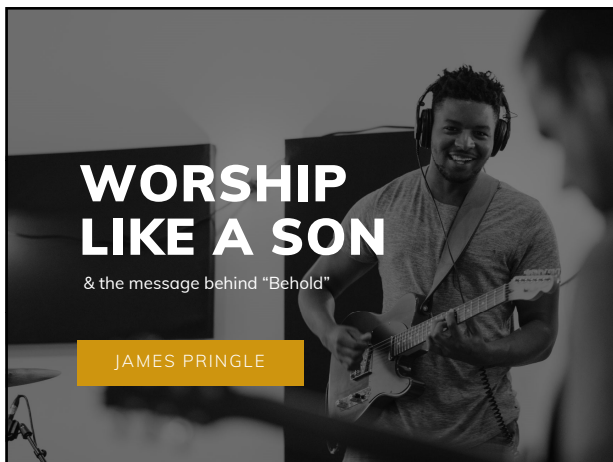 WORSHIP
LIKE A SON
& the message behind “Behold”
JAMES PRINGLE